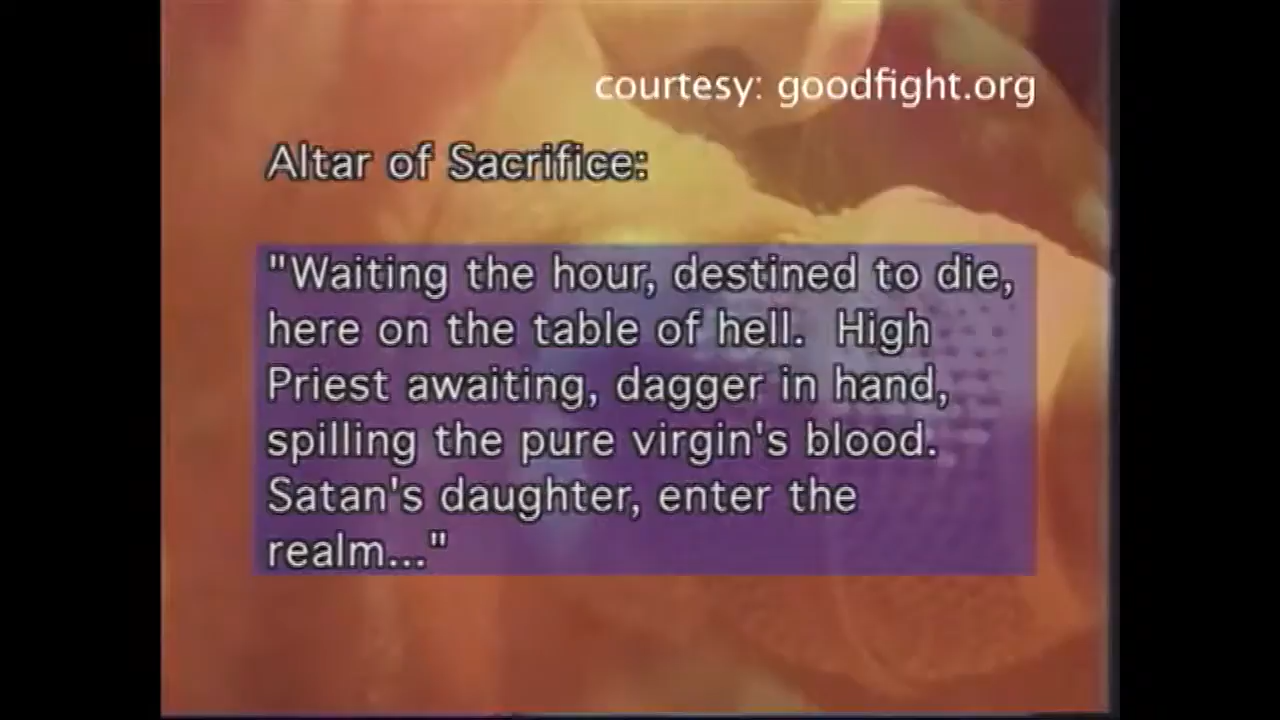 courtesy: goodfight.org
Altar of Sacrifice:
"Waiting the hour, destined to die,
here on the table of hell.  High
Priest awaiting, dagger in hand,
spilling the pure virgin's blood.
Satan's daughter, enter the
realm..."